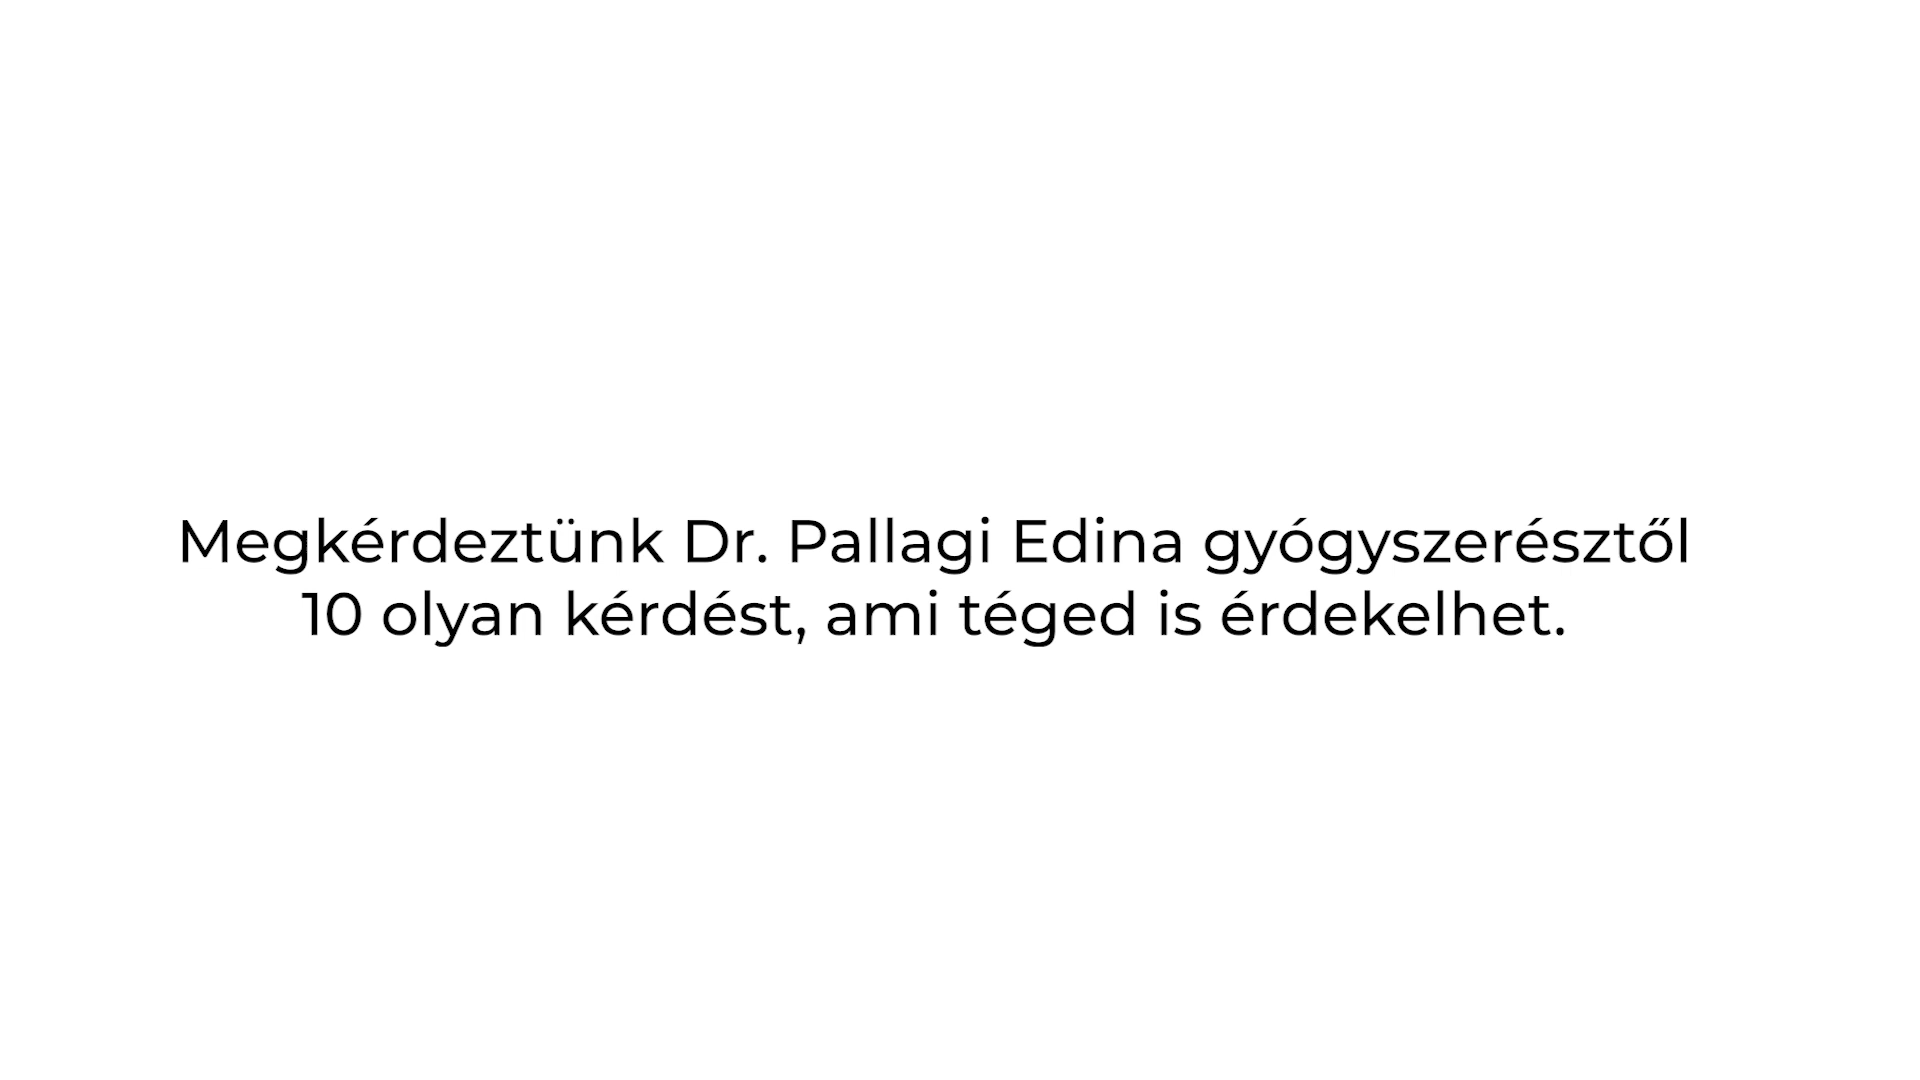 Megkérdeztünk Dr. Pallagi Edina gyógyszerésztől
10 olyan kérdést, ami téged is érdekelhet.